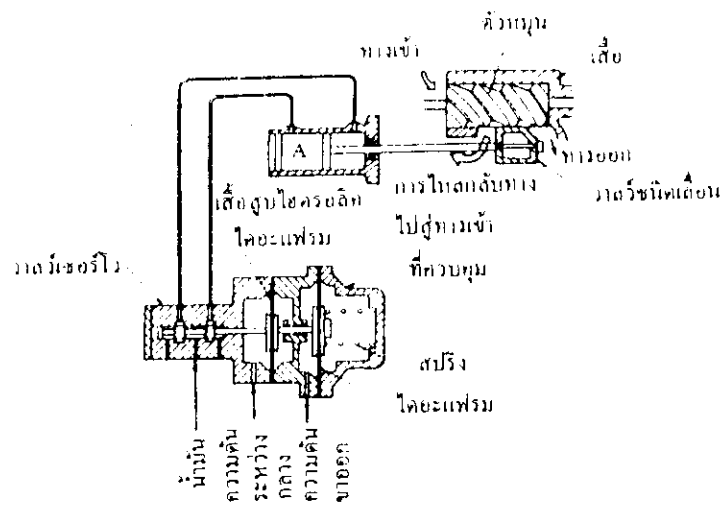 ตัวหมุน
ทางเข้า
เสื้อ
A
ทางออก
วาล์วชนิดเลื่อน
การไหลกลับทาง
ไปสู่ทางเข้า
ที่ควบคุม
เสื้อสูบไฮดรอลิค
ไดอะแฟรม
วาล์วเซอร์โว
สปริง
ไดอะแฟรม
น้ำมัน
ความดัน
ระหว่าง
กลาง
ความดัน
ขาออก